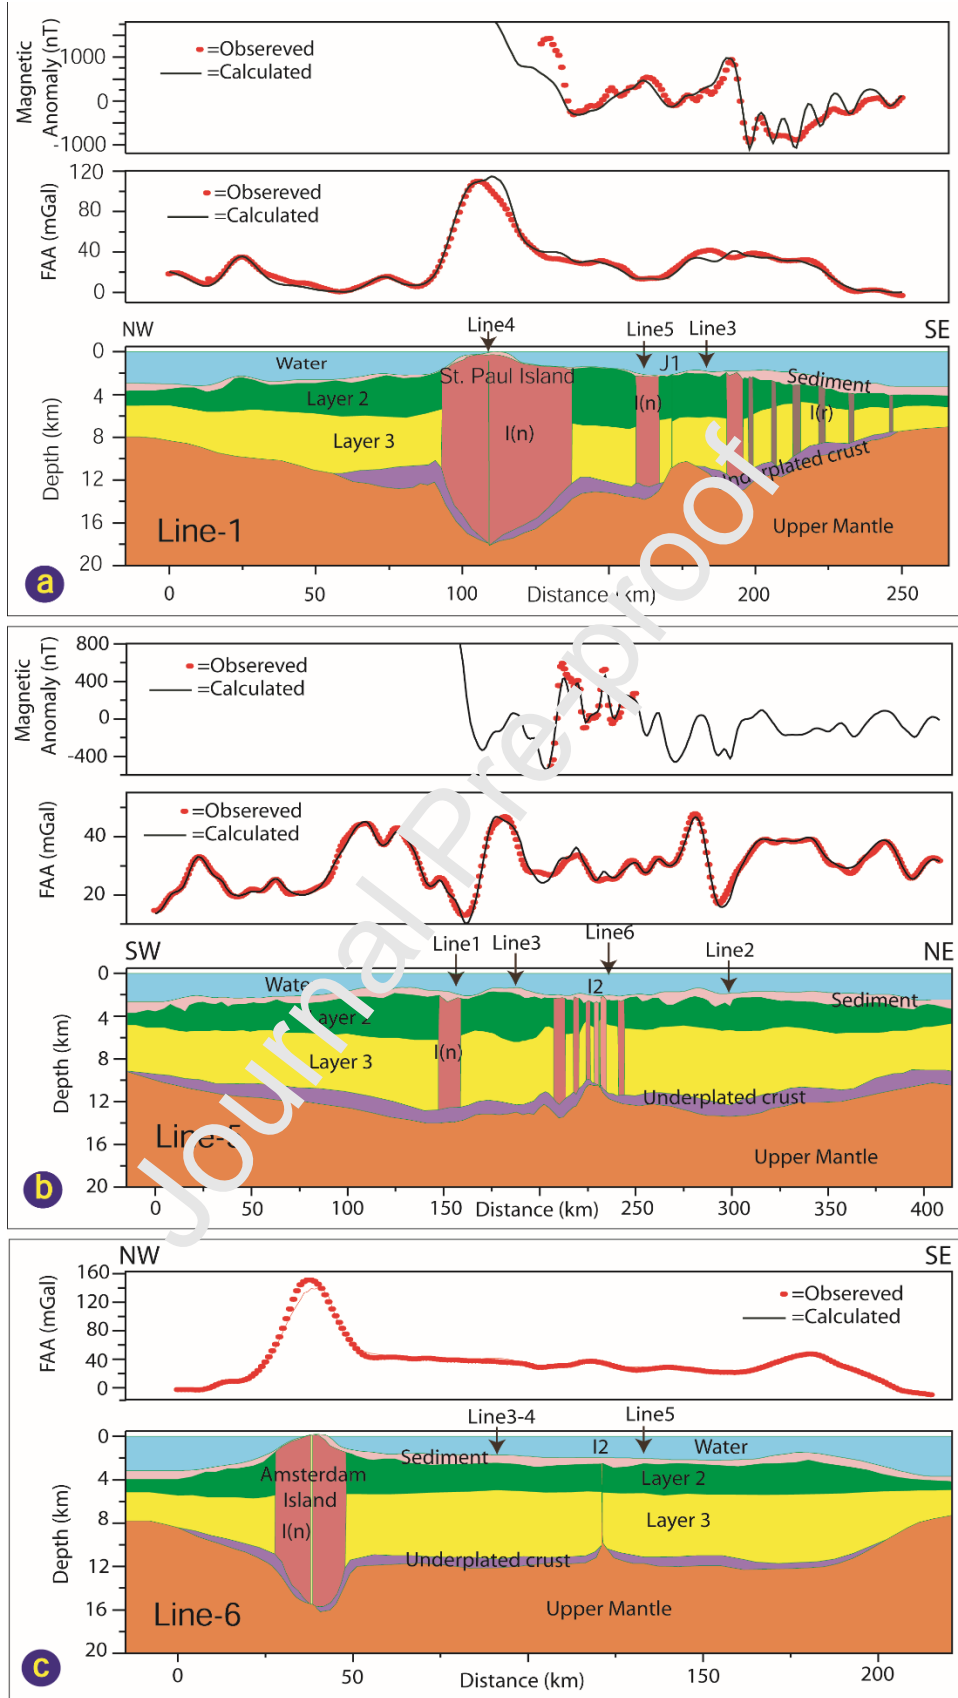 Magnetic
Anomaly (nT)
1000
0
-1000
=Obsereved
=Calculated
FAA (mGal)
120
80
40
0
=Obsereved
=Calculated
NW
Line4
Line5
Line3
SE
J1
Depth (km)
0
4
8
12
16
20
Water
St. Paul Island
Sediment
Layer 2
I(n)
I(r)
Layer 3
I(n)
Underplated crust
Line-1
Upper Mantle
a
0
50
100
Distance (km)
200
250
Magnetic
Anomaly (nT)
800
400
0
-400
=Obsereved
=Calculated
FAA (mGal)
40
20
=Obsereved
=Calculated
SW
Line1
Line3
Line6
Line2
NE
Depth (km)
0
4
8
12
16
20
Water
I2
Sediment
Layer 2
I(n)
Layer 3
Underplated crust
Line-5
Upper Mantle
b
0
50
100
150
Distance (km)
250
300
350
400
NW
SE
FAA (mGal)
160
120
80
40
0
=Obsereved
=Calculated
Line3-4
Line5
Depth (km)
0
4
8
12
16
20
Sediment
I2
Water
Amsterdam
Island
Layer 2
I(n)
Layer 3
Underplated crust
Line-6
Upper Mantle
c
0
50
Distance (km)
150
200
Journal Pre-proof